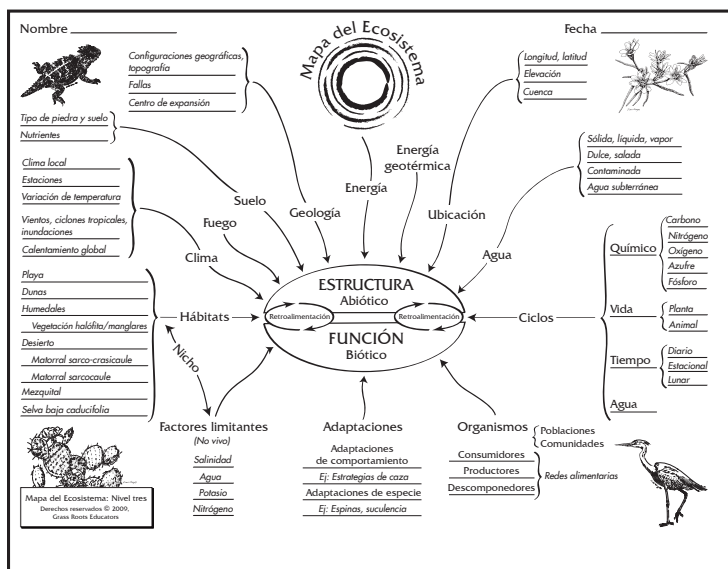 Nombre
Fecha
Mapa del Ecosistema
Configuraciones geográficas,
topografía
Fallas
Centro de expansión
Longitud, latitud
Elevación
Cuenca
Tipo de piedra y suelo
Nutrientes
Sólida, líquida, vapor
Dulce, salada
Contaminada
Agua subterránea
Clima local
Estaciones
Variación de temperatura
Vientos, ciclones tropicales,
inundaciones
Calentamiento global
Suelo
Fuego
Clima
Geología
Energía
Energía
geotérmica
Ubicación
Agua
ESTRUCTURA
Abiótico
Retroalimentación
Retroalimentación
FUNCIÓN
Biótico
Playa
Dunas
Humedales
Vegetación halófita/manglares
Desierto
Matorral sarco-crasicaule
Matorral sarcocaule
Mezquital
Selva baja caducifolia
Hábitats
Nicho
Ciclos
Químico
Carbono
Nitrógeno
Oxígeno
Azufre
Fósforo
Vida
Planta
Animal
Tiempo
Diario
Estacional
Lunar
Agua
Factores limitantes
(No vivo)
Salinidad
Agua
Potasio
Nitrógeno
Adaptaciones
Adaptaciones
de comportamiento
Ej: Estrategias de caza
Adaptaciones de especie
Ej: Espinas, suculencia
Organismos
Poblaciones
Comunidades
Consumidores
Productores
Descomponedores
Redes alimentarias
Mapa del Ecosistema: Nivel tres
Derechos reservados © 2009,
Grass Roots Educators